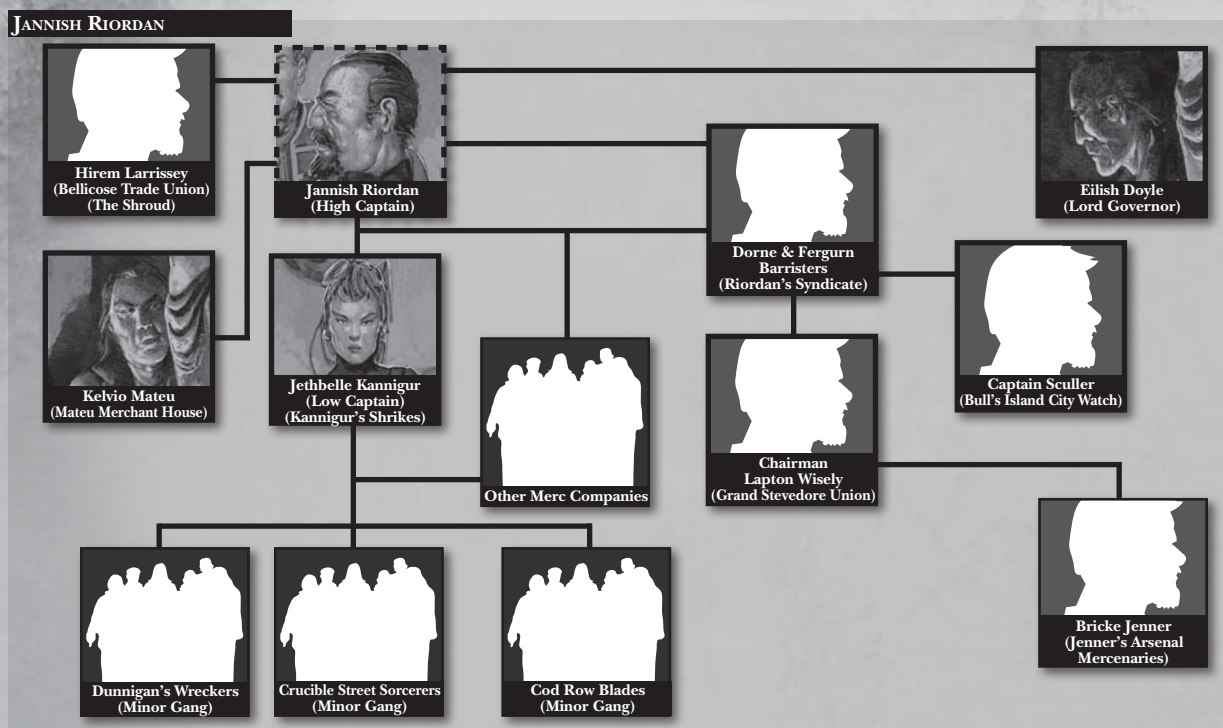 JANNISH RIORDAN
Hirem Larrissey
(Bellicose Trade Union)
(The Shroud)
Jannish Riordan
(High Captain)
Eilish Doyle
(Lord Governor)
Dorne & Fergurn
Barristers
(Riordan's Syndicate)
Kelvio Mateu
(Mateu Merchant House)
Jethbelle Kannigur
(Low Captain)
(Kannigur's Shrikes)
Captain Sculler
(Bull's Island City Watch)
Other Merc Companies
Chairman
Lapton Wisely
(Grand Stevedore Union)
Bricke Jenner
(Jenner's Arsenal
Mercenaries)
Dunnigan's Wreckers
(Minor Gang)
Crucible Street Sorcerers
(Minor Gang)
Cod Row Blades
(Minor Gang)